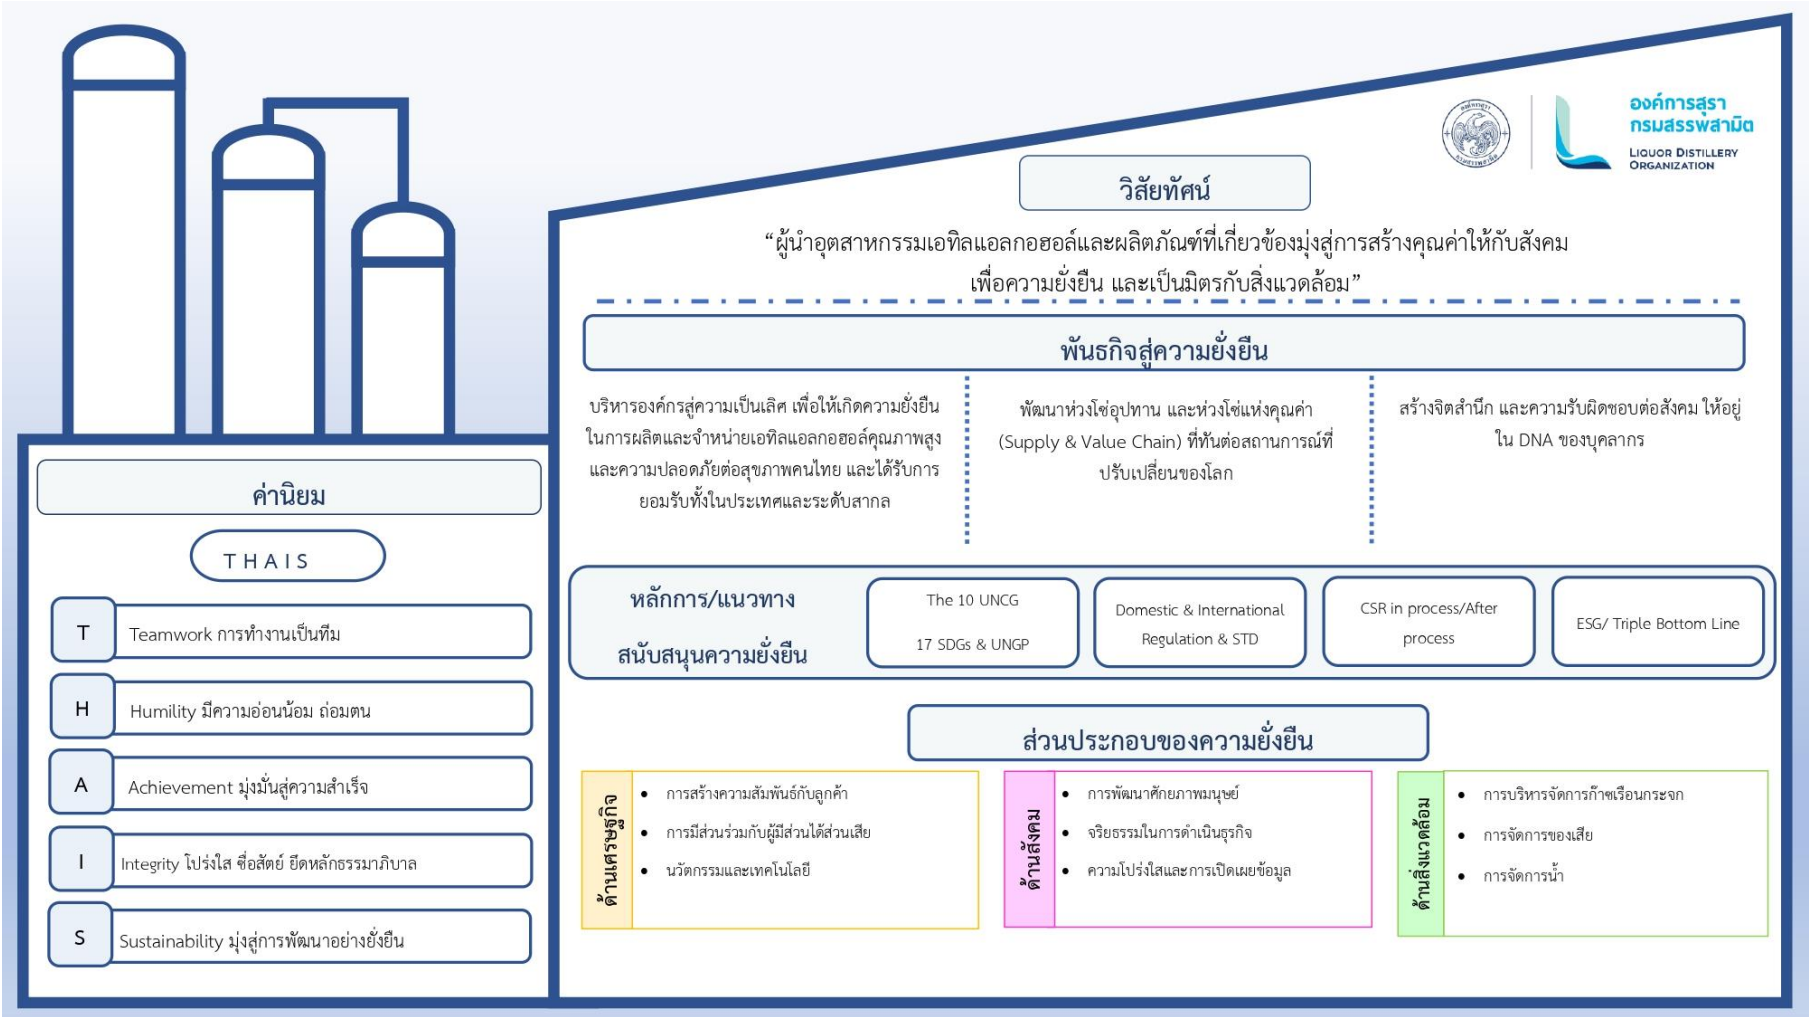 องค์การสุรา
กรมสรรพสามิต
LIQUOR DISTILLERY
ORGANIZATION
วิสัยทัศน์
“ผู้นำอุตสาหกรรมเอทิลแอลกอฮอล์และผลิตภัณฑ์ที่เกี่ยวข้องมุ่งสู่การสร้างคุณค่าให้กับสังคม
เพื่อความยั่งยืน และเป็นมิตรกับสิ่งแวดล้อม”
พันธกิจสู่ความยั่งยืน
บริหารองค์กรสู่ความเป็นเลิศ เพื่อให้เกิดความยั่งยืน
ในการผลิตและจำหน่ายเอทิลแอลกอฮอล์คุณภาพสูง
และความปลอดภัยต่อสุขภาพคนไทย และได้รับการ
ยอมรับทั้งในประเทศและระดับสากล
พัฒนาห่วงโซ่อุปทาน และห่วงโซ่แห่งคุณค่า
(Supply & Value Chain) ที่ทันต่อสถานการณ์ที่
ปรับเปลี่ยนของโลก
สร้างจิตสำนึก และความรับผิดชอบต่อสังคม ให้อยู่
ใน DNA ของบุคลากร
ค่านิยม
T H A I S
T
Teamwork การทำงานเป็นทีม
H
Humility มีความอ่อนน้อม ถ่อมตน
A
Achievement มุ่งมั่นสู่ความสำเร็จ
I
Integrity โปร่งใส ซื่อสัตย์ ยึดหลักธรรมาภิบาล
S
Sustainability มุ่งสู่การพัฒนาอย่างยั่งยืน
หลักการ/แนวทาง
สนับสนุนความยั่งยืน
The 10 UNCG
17 SDGs & UNGP
Domestic & International
Regulation & STD
CSR in process/After
process
ESG/ Triple Bottom Line
ส่วนประกอบของความยั่งยืน
ด้านเศรษฐกิจ
• การสร้างความสัมพันธ์กับลูกค้า
• การมีส่วนร่วมกับผู้มีส่วนได้ส่วนเสีย
• นวัตกรรมและเทคโนโลยี
ด้านสังคม
• การพัฒนาศักยภาพมนุษย์
• จริยธรรมในการดำเนินธุรกิจ
• ความโปร่งใสและการเปิดเผยข้อมูล
ด้านสิ่งแวดล้อม
• การบริหารจัดการก๊าซเรือนกระจก
• การจัดการของเสีย
• การจัดการน้ำ